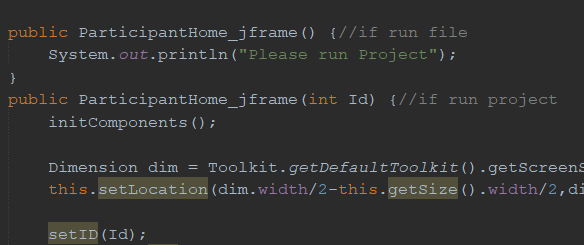 public ParticipantHome_jframe() {//if run file
System.out.println("Please run Project");
}
public ParticipantHome_jframe(int Id) {//if run project
initComponents();
Dimension dim = Toolkit.getDefaultToolkit().getScreenS
this.setLocation(dim.width/2-this.getSize().width/2,di
setID(Id);